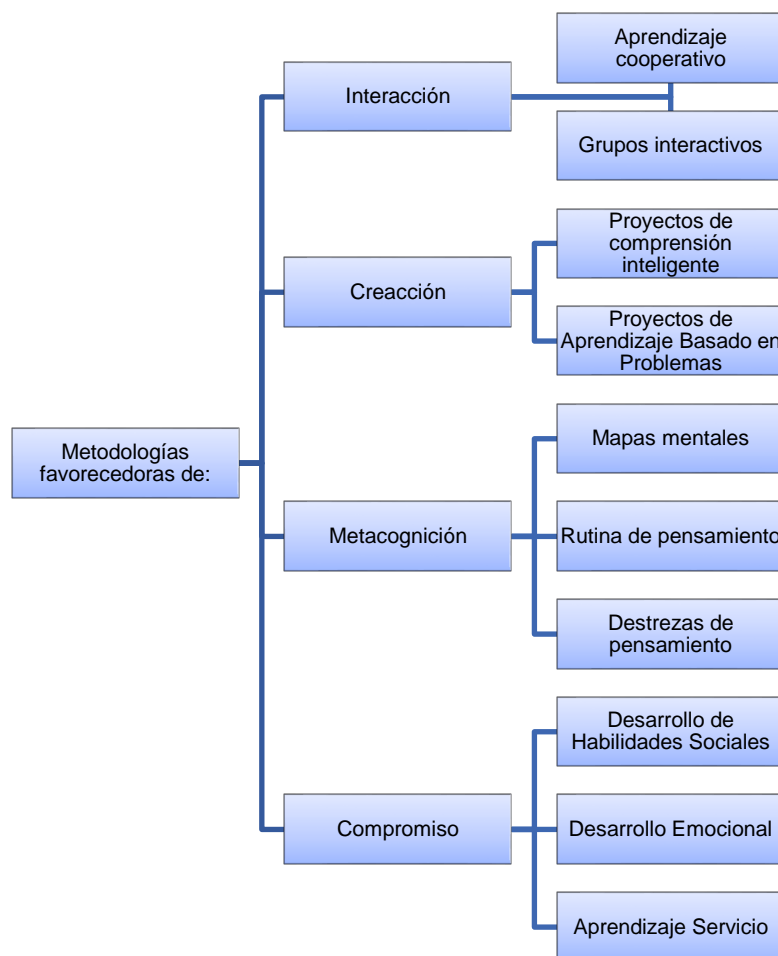 Metodologías
favorecedoras de:
Interacción
Aprendizaje
cooperativo
Grupos interactivos
Creacción
Proyectos de
comprensión
inteligente
Proyectos de
Aprendizaje Basado en
Problemas
Metacognición
Mapas mentales
Rutina de pensamiento
Destrezas de
pensamiento
Compromiso
Desarrollo de
Habilidades Sociales
Desarrollo Emocional
Aprendizaje Servicio